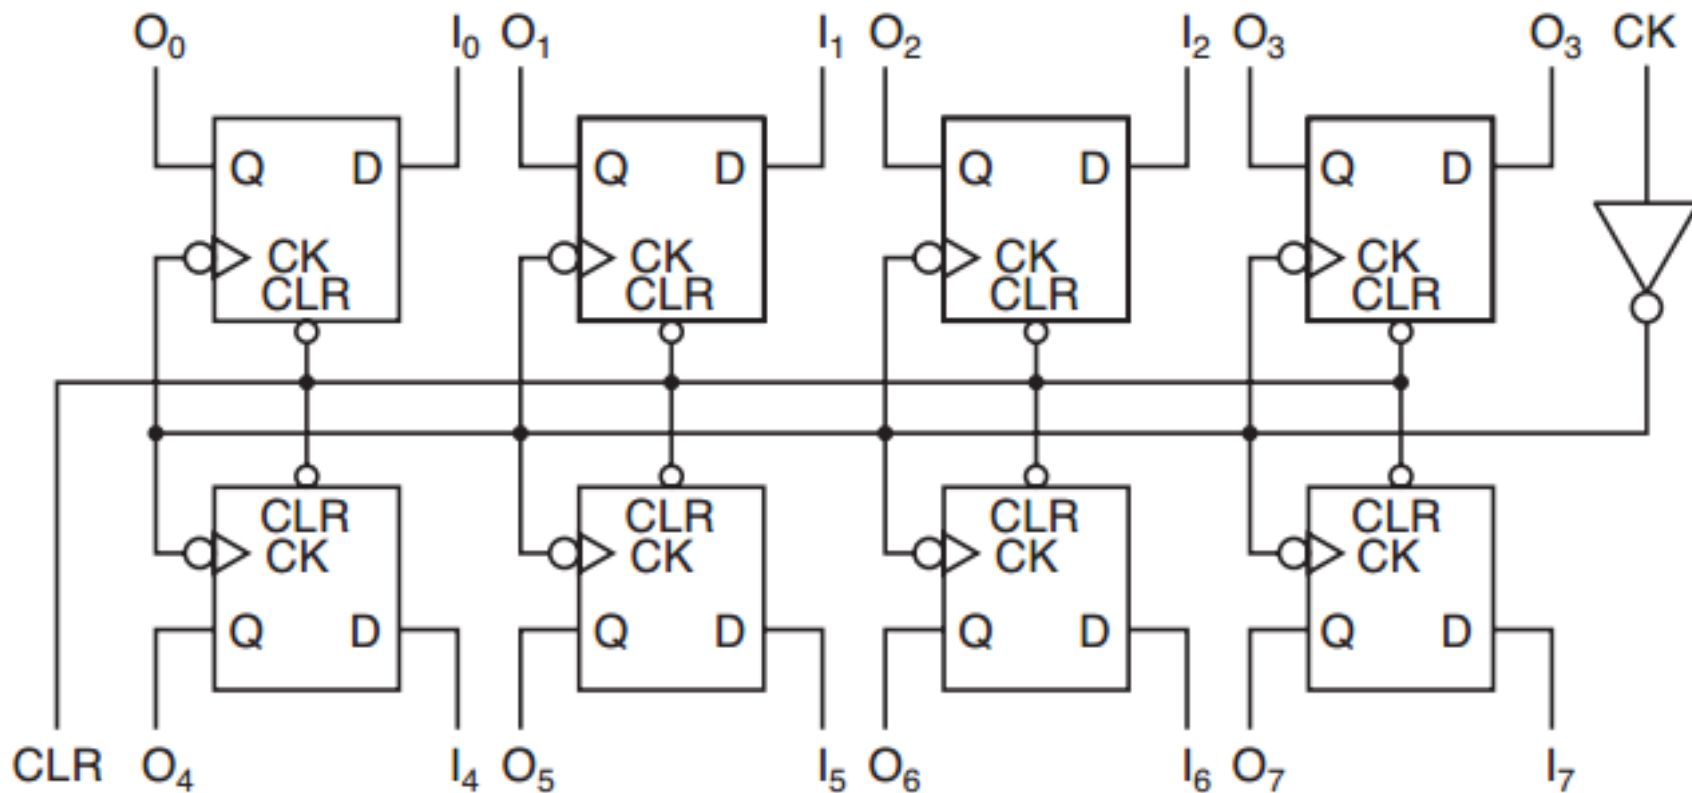 O₀ I₀ O₁ I₁ O₂ I₂ O₃ O₃ CK
Q D Q D Q D Q D
CK CK CK CK
CLR CLR CLR CLR
CLR CLR CLR CLR
CK CK CK CK
Q D Q D Q D Q D
CLR O₄ I₄ O₅ I₅ O₆ I₆ O₇ I₇